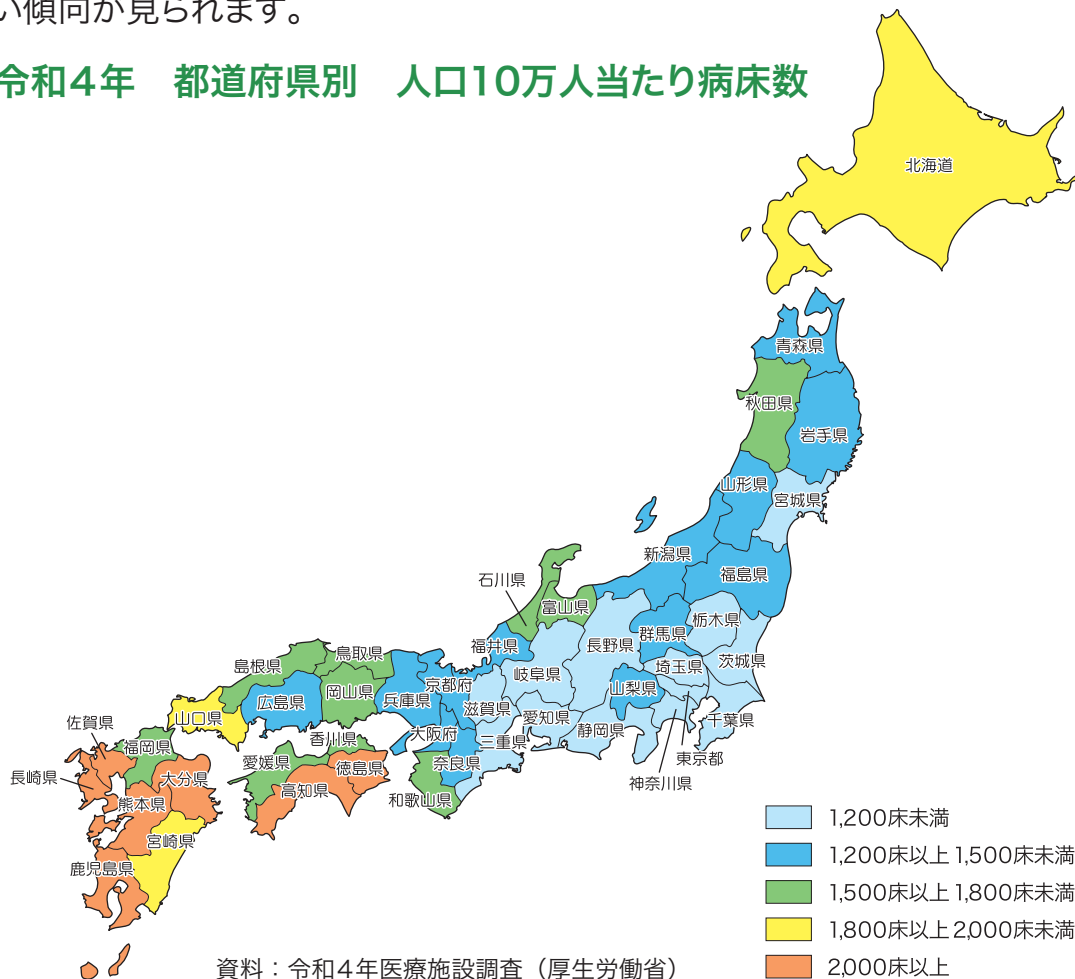 い傾向が見られます。
令和4年　都道府県別　人口10万人当たり病床数
北海道
青森県
秋田県
岩手県
山形県
宮城県
新潟県
福島県
石川県
富山県
栃木県
群馬県
長野県
福井県
茨城県
埼玉県
岐阜県
山梨県
島根県
鳥取県
京都府
岡山県
兵庫県
広島県
滋賀県
愛知県
静岡県
千葉県
山口県
佐賀県
福岡県
香川県
大阪府
三重県
東京都
神奈川県
長崎県
大分県
愛媛県
徳島県
奈良県
高知県
和歌山県
熊本県
宮崎県
鹿児島県
1,200床未満
1,200床以上1,500床未満
1,500床以上1,800床未満
1,800床以上2,000床未満
2,000床以上
資料：令和4年医療施設調査（厚生労働省）